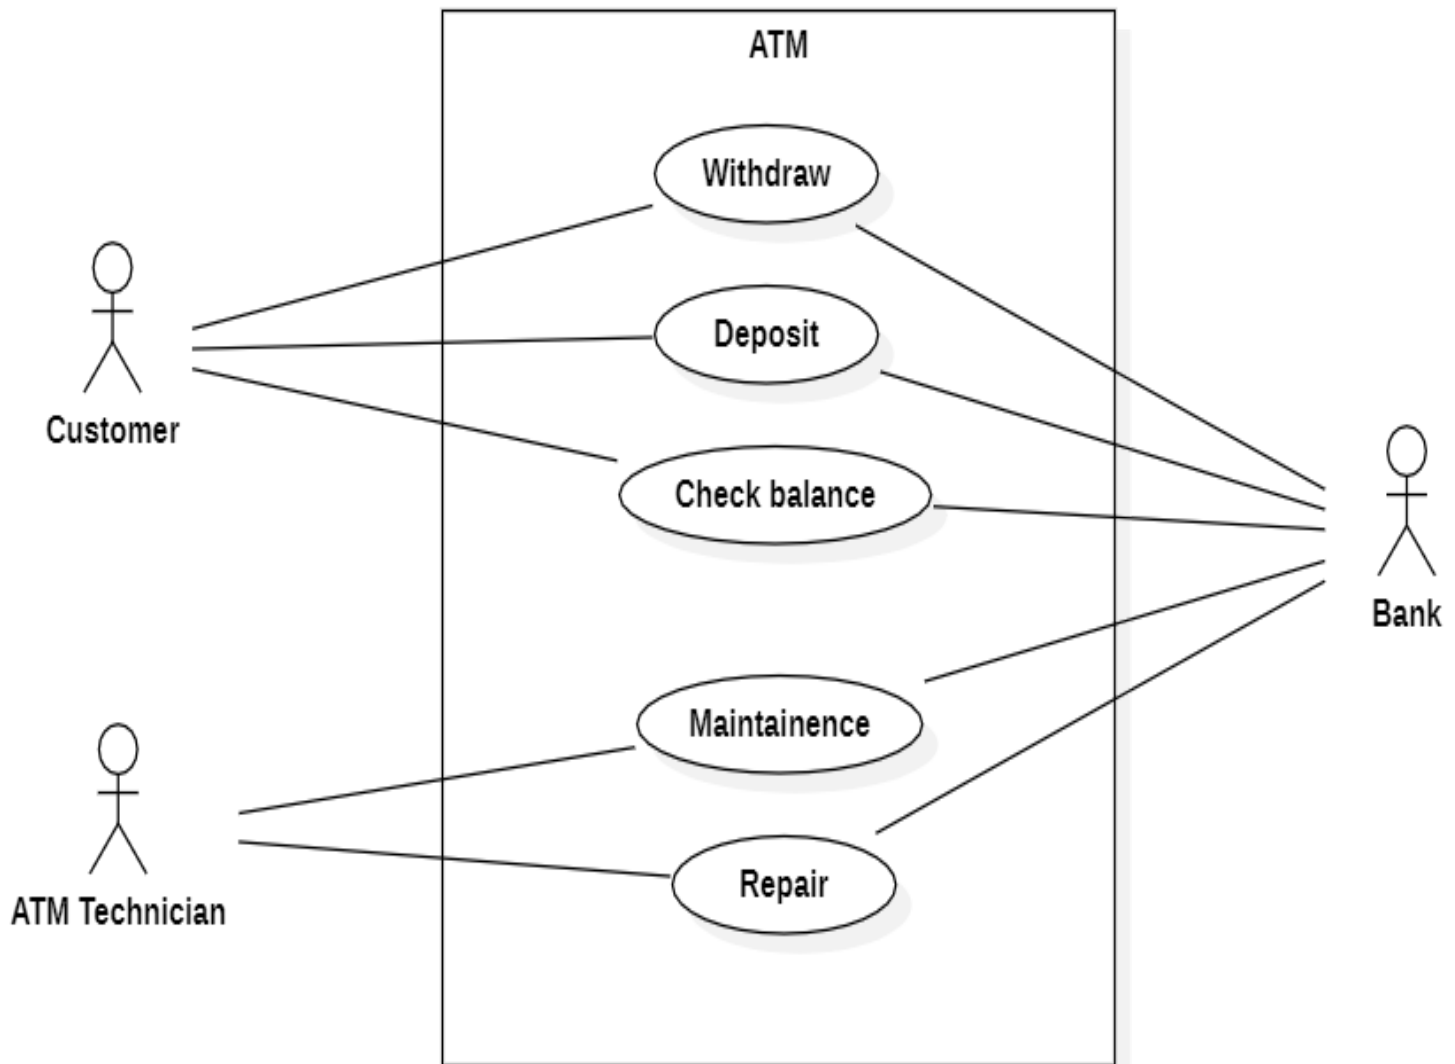 ATM
Withdraw
Deposit
Customer
Check balance
Bank
Maintainence
Repair
ATM Technician